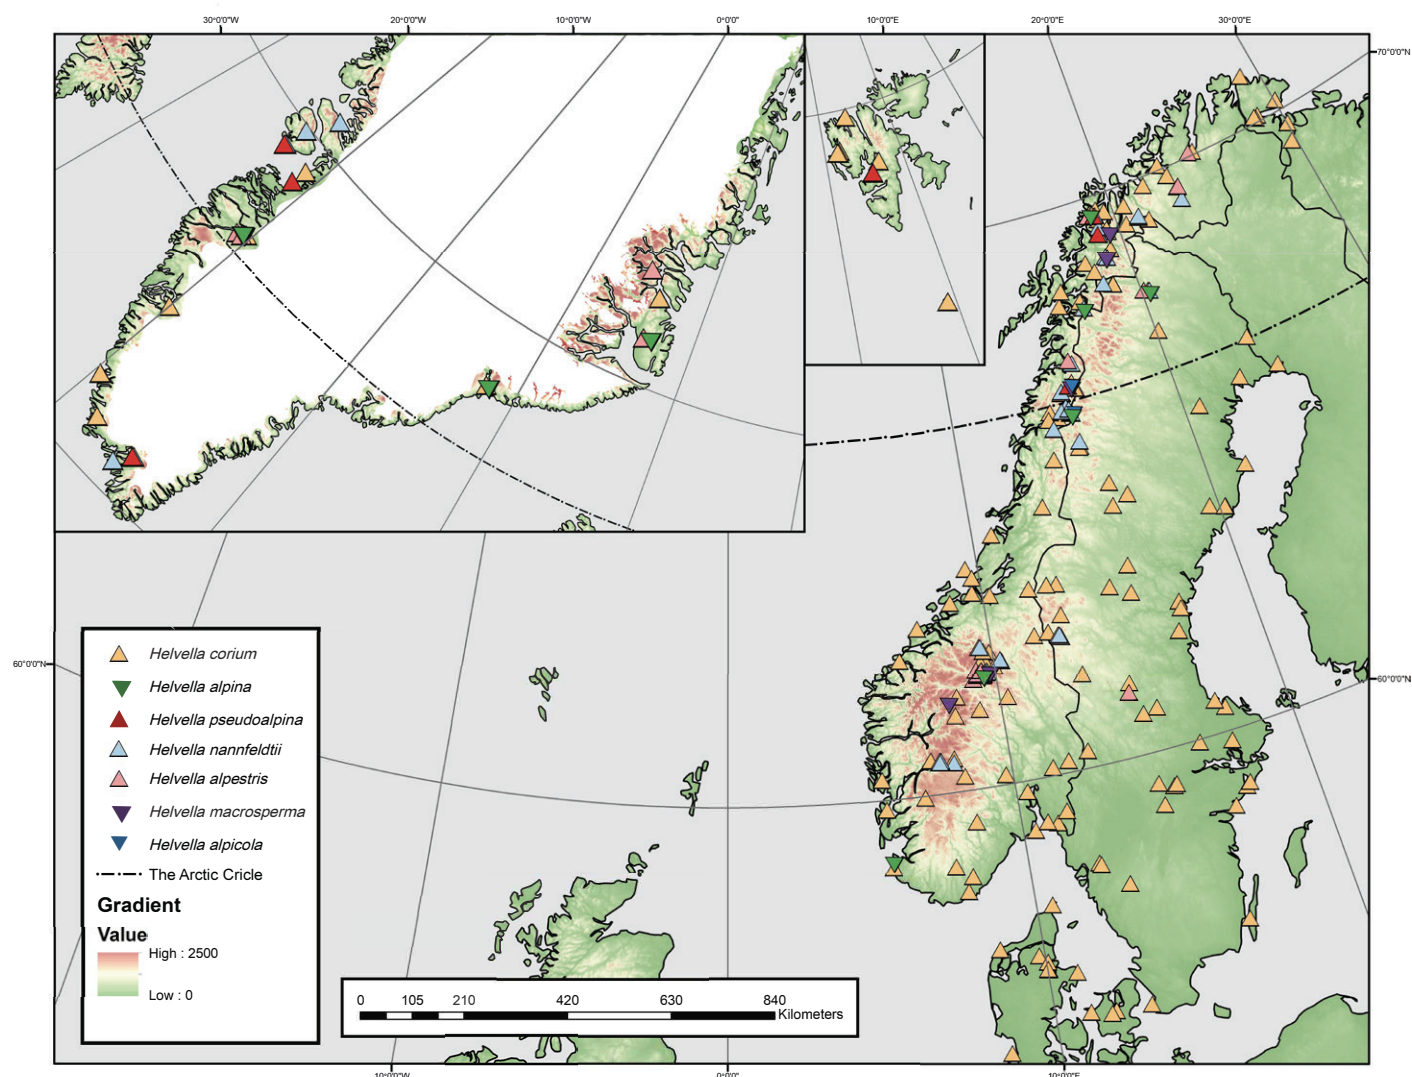 30°0'0"W 20°0'0"W 10°0'0"W 0°0'0" 10°0'0"E 20°0'0"E 30°0'0"E
70°0'0"N
60°0'0"N
60°0'0"N
Helvella corium
Helvella alpina
Helvella pseudoalpina
Helvella nannfeldtii
Helvella alpestris
Helvella macrosperma
Helvella alpicola
The Arctic Cricle
Gradient
Value
High : 2500
Low : 0
0 105 210 420 630 840
Kilometers
10°0'0"W 0°0'0" 10°0'0"E